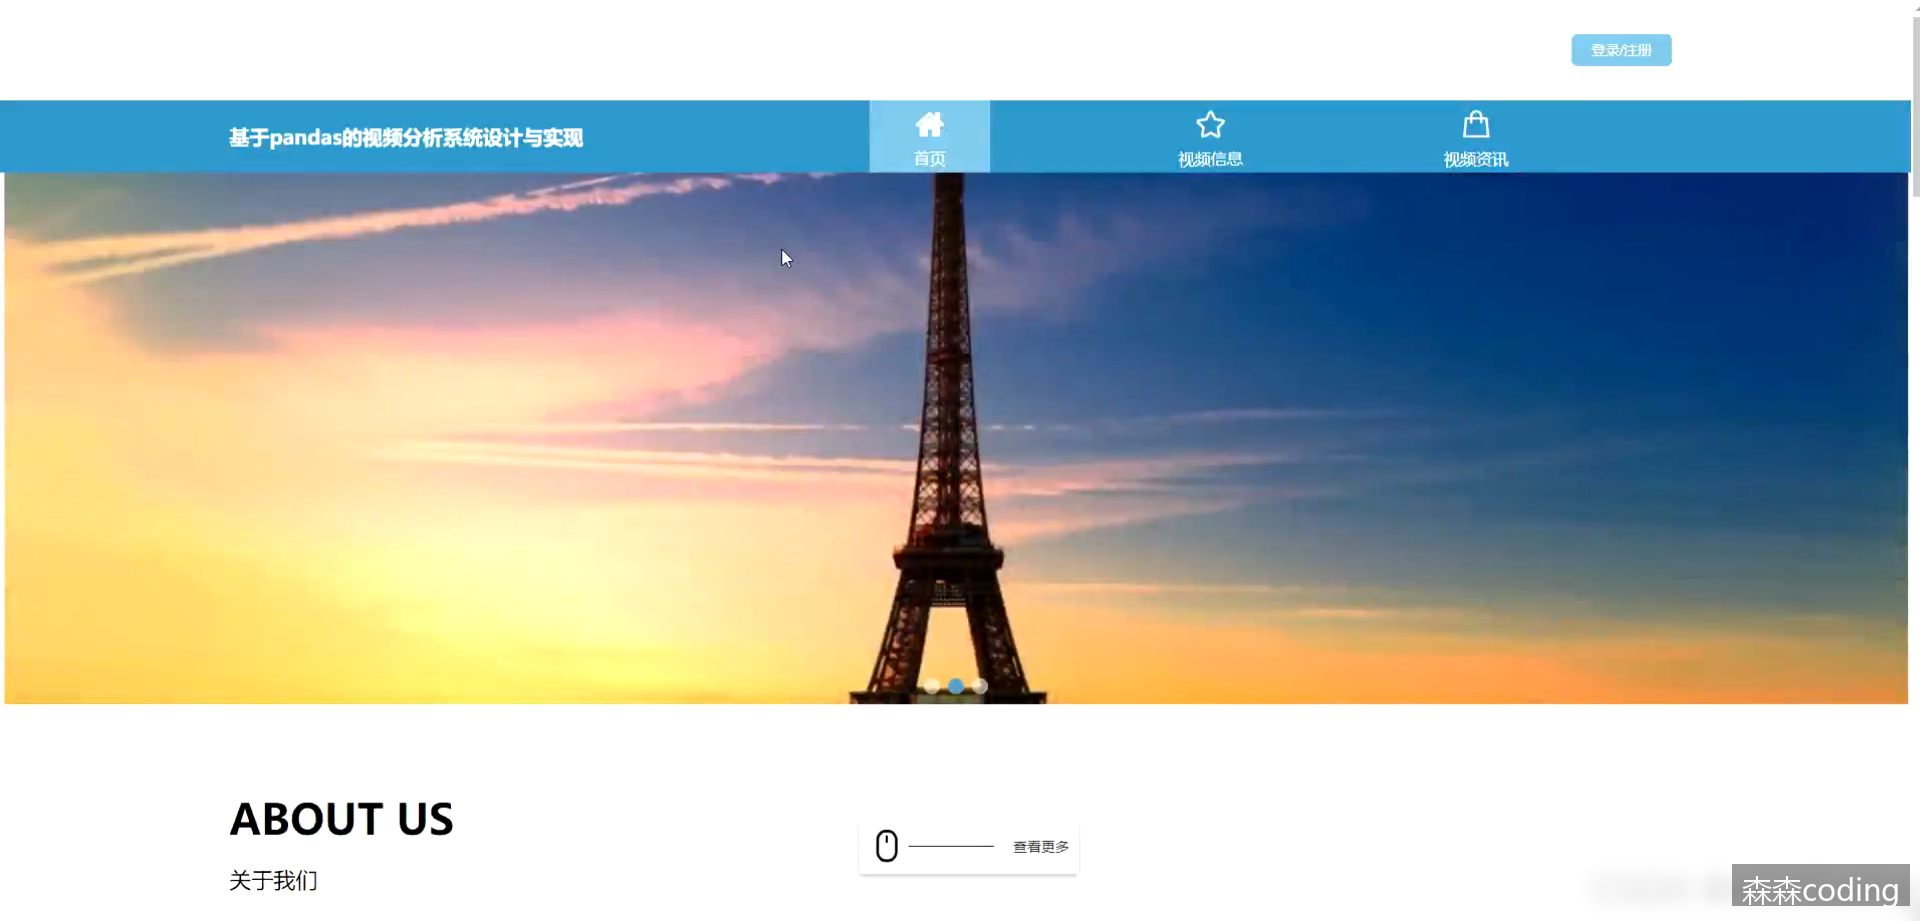 登录/注册
基于pandas的视频分析系统设计与实现
首页
视频信息
视频资讯
ABOUT US
关于我们
查看更多
森森coding